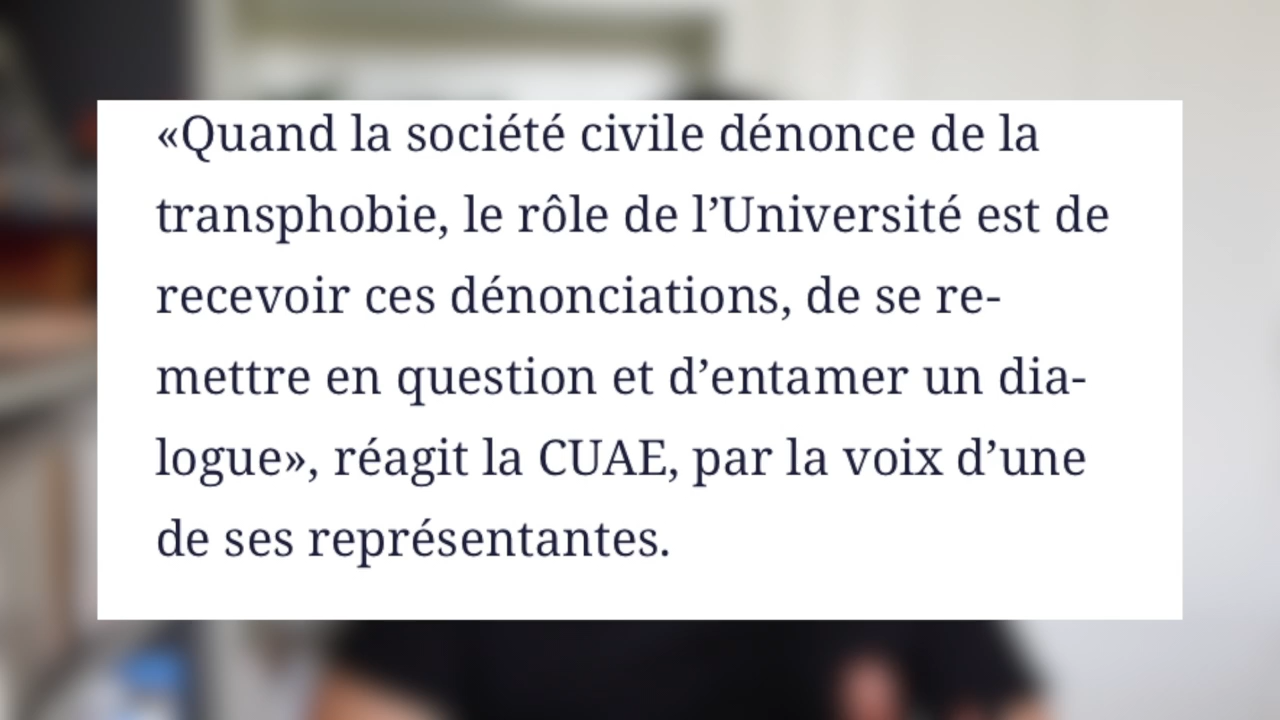 «Quand la société civile dénonce de la
transphobie, le rôle de l’Université est de
recevoir ces dénonciations, de se re-
mettre en question et d’entamer un dia-
logue», réagit la CUAE, par la voix d’une
de ses représentantes.